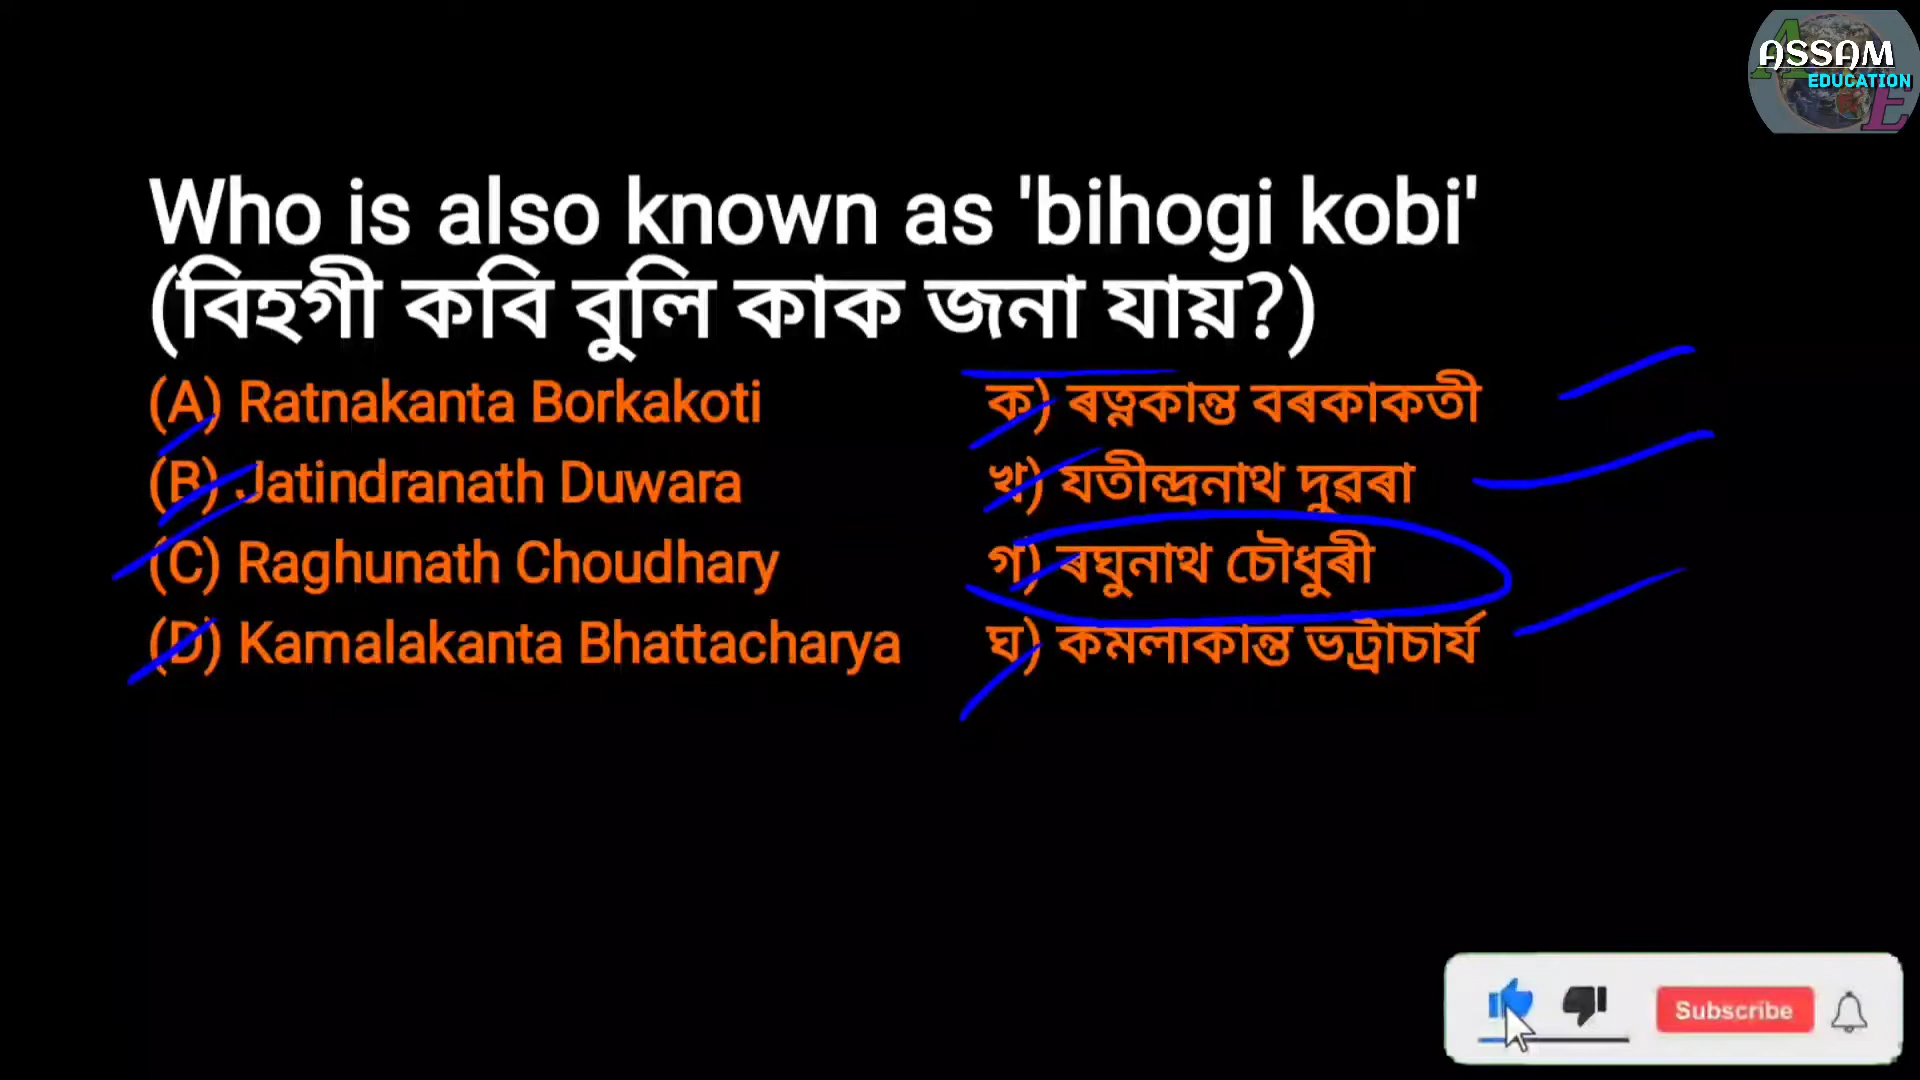 ASSAM
EDUCATION
Who is also known as 'bihogi kobi'
(বিহগী কবি বুলি কাক জনা যায়?)
(A) Ratnakanta Borkakoti ক) ৰত্নকান্ত বৰকাকতী
(B) Jatindranath Duwara খ) যতীন্দ্ৰনাথ দুৱৰা
(C) Raghunath Choudhary গ) ৰঘুনাথ চৌধুৰী
(D) Kamalakanta Bhattacharya ঘ) কমলাকান্ত ভট্ৰাচাৰ্য
Subscribe